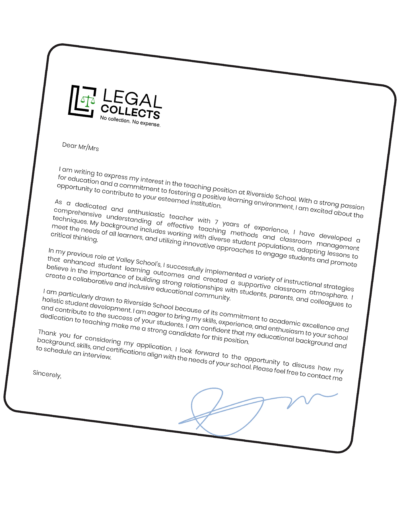 LEGAL
COLLECTS
No collection. No expense.
Dear Mr/Mrs
I am writing to express my interest in the teaching position at Riverside School. With a strong passion
for education and a commitment to fostering a positive learning environment, I am excited about the
opportunity to contribute to your esteemed institution.
As a dedicated and enthusiastic teacher with 7 years of experience, I have developed a
comprehensive understanding of effective teaching methods and classroom management
techniques. My background includes working with diverse student populations, adapting lessons to
meet the needs of all learners, and utilizing innovative approaches to engage students and promote
critical thinking.
In my previous role at Volley School's, I successfully implemented a variety of instructional strategies
that enhanced student learning outcomes and created a supportive classroom atmosphere. I
believe in the importance of building strong relationships with students, parents, and colleagues to
create a collaborative and inclusive educational community.
I am particularly drawn to Riverside School because of its commitment to academic excellence and
holistic student development. I am eager to bring my skills, experience, and enthusiasm to your school
and contribute to the success of your students. I am confident that my educational background and
dedication to teaching make me a strong candidate for this position.
Thank you for considering my application. I look forward to the opportunity to discuss how my
background, skills, and certifications align with the needs of your school. Please feel free to contact me
to schedule an interview.
Sincerely,